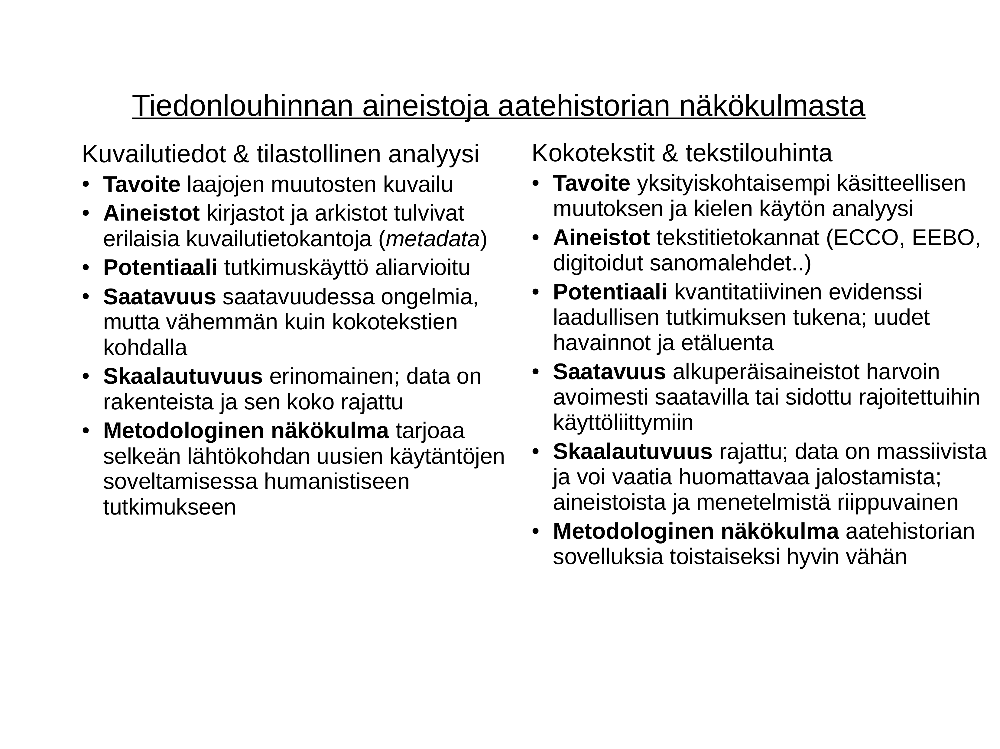 Tiedonlouhinnan aineistoja aatehistorian näkökulmasta
Kuvailutiedot & tilastollinen analyysi
• Tavoite laajojen muutosten kuvailu
• Aineistot kirjastot ja arkistot tulvivat
erilaisia kuvailutietokantoja (metadata)
• Potentiaali tutkimuskäyttö aliarvioitu
• Saatavuus saatavuudessa ongelmia,
mutta vähemmän kuin kokotekstien
kohdalla
• Skaalautuvuus erinomainen; data on
rakenteista ja sen koko rajattu
• Metodologinen näkökulma tarjoaa
selkeän lähtökohdan uusien käytäntöjen
soveltamisessa humanistiseen
tutkimukseen
Kokotekstit & tekstilouhinta
• Tavoite yksityiskohtaisempi käsitteellisen
muutoksen ja kielen käytön analyysi
• Aineistot tekstitietokannat (ECCO, EEBO,
digitoidut sanomalehdet..)
• Potentiaali kvantitatiivinen evidenssi
laadullisen tutkimuksen tukena; uudet
havainnot ja etäluenta
• Saatavuus alkuperäisaineistot harvoin
avoimesti saatavilla tai sidottu rajoitettuihin
käyttöliittymiin
• Skaalautuvuus rajattu; data on massiivista
ja voi vaatia huomattavaa jalostamista;
aineistoista ja menetelmistä riippuvainen
• Metodologinen näkökulma aatehistorian
sovelluksia toistaiseksi hyvin vähän